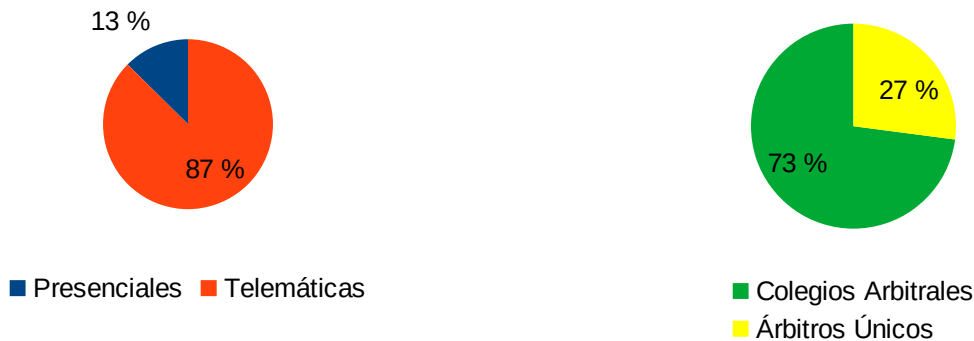 13 %
87 %
Presenciales
Telemáticas
27 %
73 %
Colegios Arbitrales
Árbitros Únicos